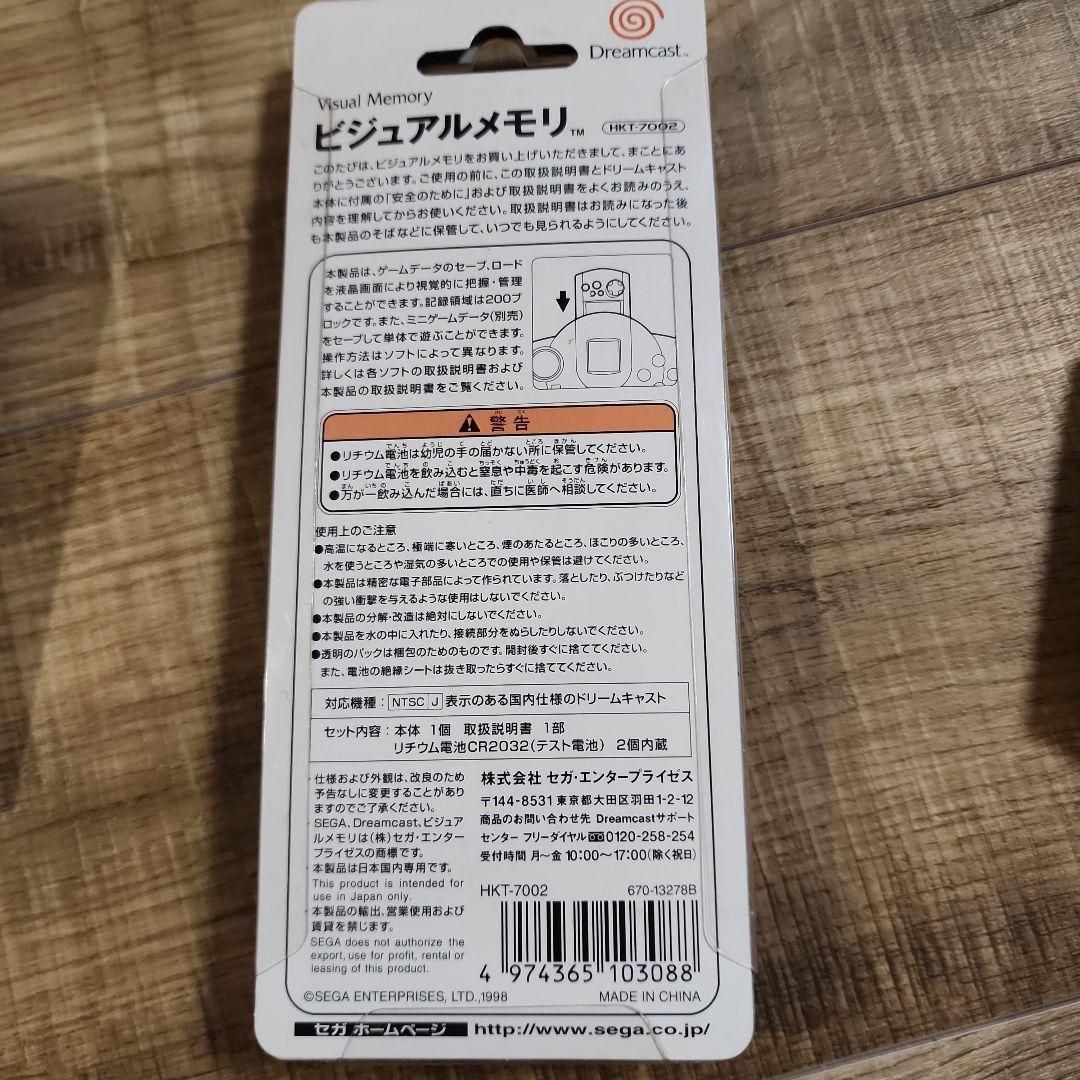 Dreamcast™
Visual Memory
ビジュアルメモリ™ HKT-7002
このたびは、ビジュアルメモリをお買い上げいただきまして、まことにあ
りがとうございます。ご使用の前に、この取扱説明書とドリームキャスト
本体に付属の「安全のために」および取扱説明書をよくお読みのうえ、
内容を理解してからお使いください。取扱説明書はお読みになった後
も本製品のそばなどに保管して、いつでも見られるようにしてください。
本製品は、ゲームデータのセーブ、ロード
を液晶画面により視覚的に把握・管理
することができます。記録領域は200ブ
ロックです。また、ミニゲームデータ(別売)
をセーブして単体で遊ぶことができます。
操作方法はソフトによって異なります。
詳しくは各ソフトの取扱説明書および
本製品の取扱説明書をご覧ください。
警告
●リチウム電池は幼児の手の届かない所に保管してください。
●リチウム電池を飲み込むと窒息や中毒を起こす危険があります。
●万が一飲み込んだ場合には、直ちに医師へ相談してください。
使用上のご注意
●高温になるところ、極端に寒いところ、煙のあたるところ、ほこりの多いところ、
水を使うところや湿気の多いところでの使用や保管は避けてください。
●本製品は精密な電子部品によって作られています。落としたり、ぶつけたりなど
の強い衝撃を与えるような使用はしないでください。
●本製品の分解・改造は絶対にしないでください。
●本製品を水の中に入れたり、接続部分をぬらしたりしないでください。
●透明のパックは梱包のためのものです。開封後すぐに捨ててください。
また、電池の絶縁シートは抜き取ったらすぐに捨ててください。
対応機種：NTSC J 表示のある国内仕様のドリームキャスト
セット内容：本体 1個 取扱説明書 1部
リチウム電池CR2032(テスト電池) 2個内蔵
仕様および外観は、改良のため
予告なしに変更することがあり
ますのでご了承ください。
SEGA、Dreamcast、ビジュア
ルメモリは(株)セガ・エンター
プライゼスの商標です。
本製品は日本国内専用です。
This product is intended for
use in Japan only.
本製品の輸出、営業使用および
賃貸を禁じます。
SEGA does not authorize the
export, use for profit, rental or
leasing of this product.
株式会社 セガ・エンタープライゼス
〒144-8531 東京都大田区羽田1-2-12
商品のお問い合わせ先 Dreamcastサポート
センター フリーダイヤル 0120-258-254
受付時間 月～金 10:00～17:00(除く祝日)
HKT-7002 670-13278B
4 974365 103088
©SEGA ENTERPRISES, LTD.,1998 MADE IN CHINA
セガ ホームページ http://www.sega.co.jp/